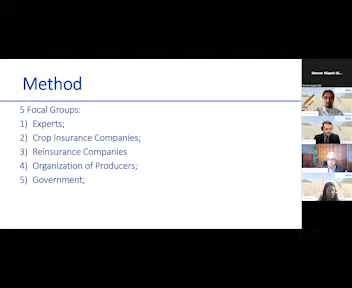 Method
5 Focal Groups:
1) Experts;
2) Crop Insurance Companies;
3) Reinsurance Companies
4) Organization of Producers;
5) Government;